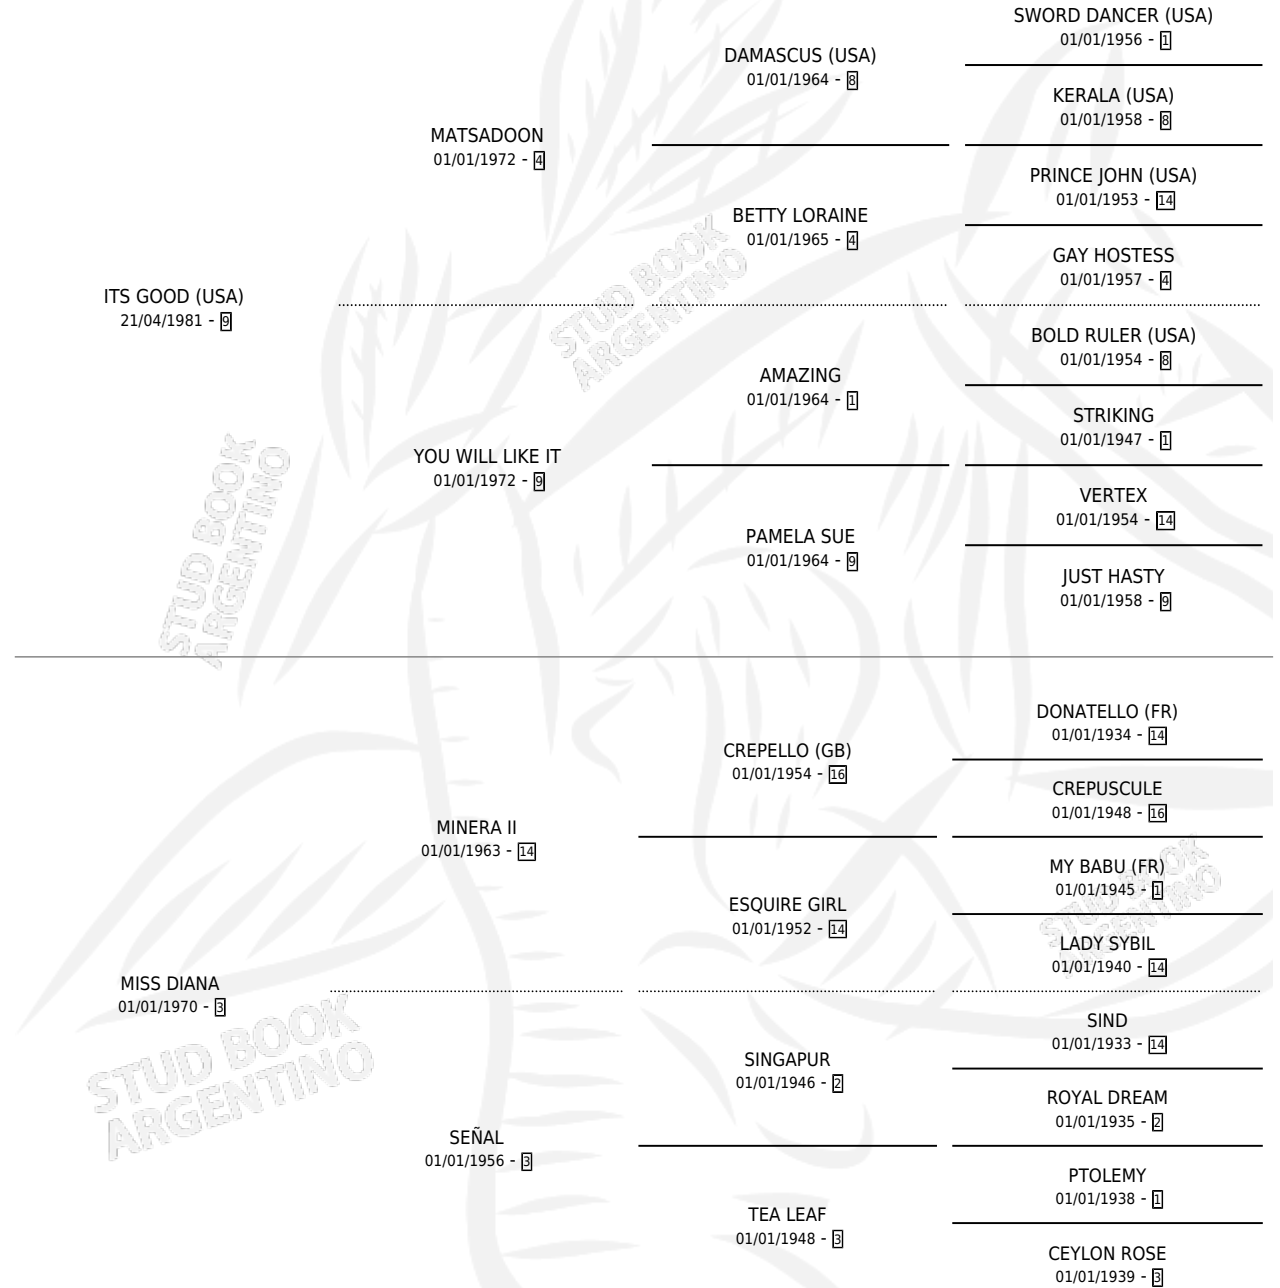 SWORD DANCER (USA)
01/01/1956 - 1
DAMASCUS (USA)
01/01/1964 - 8
KERALA (USA)
01/01/1958 - 8
MATSADOON
01/01/1972 - 4
PRINCE JOHN (USA)
01/01/1953 - 14
BETTY LORAINE
01/01/1965 - 4
GAY HOSTESS
01/01/1957 - 4
ITS GOOD (USA)
21/04/1981 - 9
STUD BOOK
ARGENTINO
BOLD RULER (USA)
01/01/1954 - 8
AMAZING
01/01/1964 - 1
STRIKING
01/01/1947 - 1
YOU WILL LIKE IT
01/01/1972 - 9
VERTEX
01/01/1954 - 14
PAMELA SUE
01/01/1964 - 9
JUST HASTY
01/01/1958 - 9
STUD BOOK
ARGENTINO
DONATELLO (FR)
01/01/1934 - 14
CREPELLO (GB)
01/01/1954 - 16
CREPUSCULE
01/01/1948 - 16
MINERA II
01/01/1963 - 14
MY BABU (FR)
01/01/1945 - 1
ESQUIRE GIRL
01/01/1952 - 14
LADY SYBIL
01/01/1940 - 14
STUD BOOK
ARGENTINO
MISS DIANA
01/01/1970 - 3
SIND
01/01/1933 - 14
SINGAPUR
01/01/1946 - 2
ROYAL DREAM
01/01/1935 - 2
STUD BOOK
ARGENTINO
SEÑAL
01/01/1956 - 3
PTOLEMY
01/01/1938 - 1
TEA LEAF
01/01/1948 - 3
CEYLON ROSE
01/01/1939 - 3